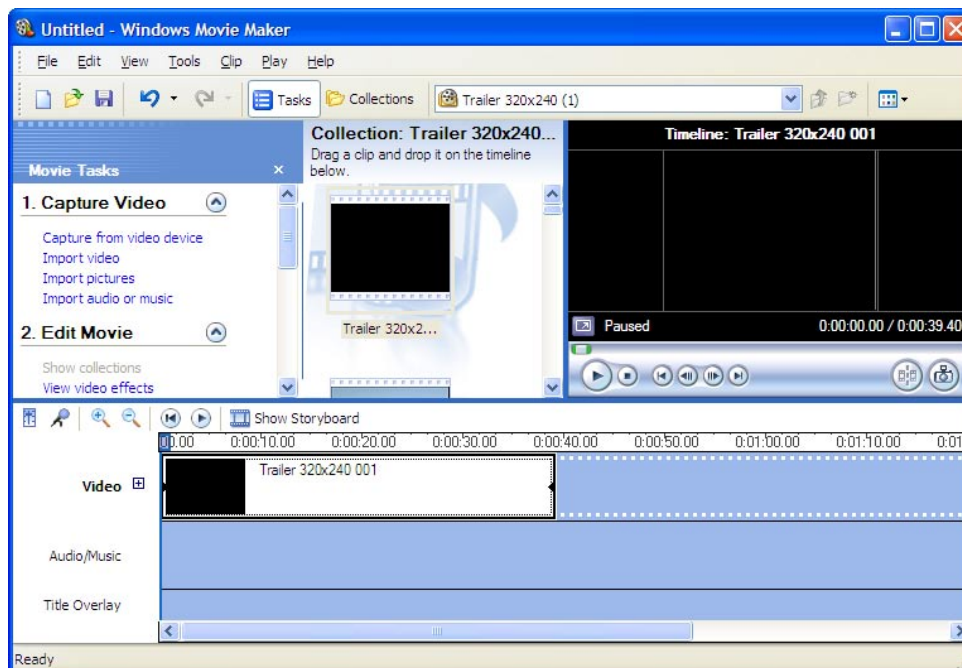 Untitled - Windows Movie Maker
File Edit View Tools Clip Play Help
Tasks Collections Trailer 320x240 (1)
Movie Tasks
1. Capture Video
Capture from video device
Import video
Import pictures
Import audio or music
2. Edit Movie
Show collections
View video effects
Collection: Trailer 320x240...
Drag a clip and drop it on the timeline
below.
Trailer 320x2...
Timeline: Trailer 320x240 001
Paused 0:00:00.00 / 0:00:39.40
Show Storyboard
00.00 0:00:10.00 0:00:20.00 0:00:30.00 0:00:40.00 0:00:50.00 0:01:00.00 0:01:10.00 0:01
Video Trailer 320x240 001
Audio/Music
Title Overlay
Ready